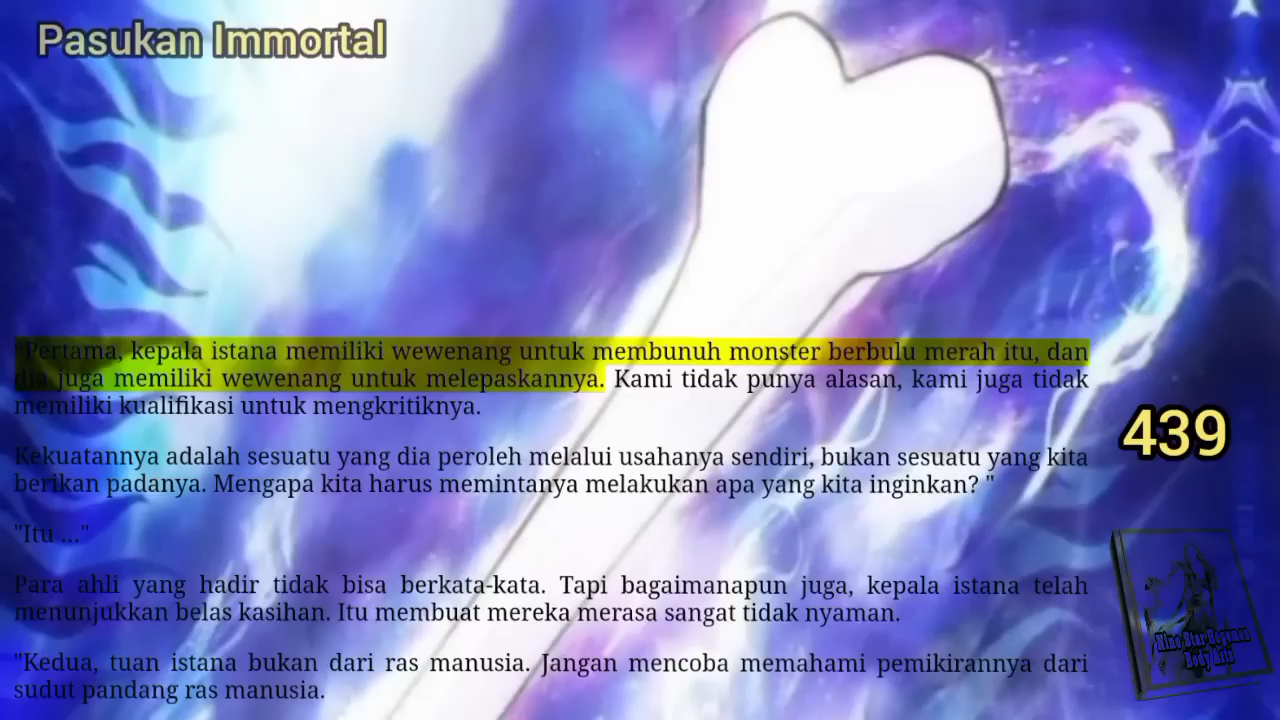 Pasukan Immortal
"Pertama, kepala istana memiliki wewenang untuk membunuh monster berbulu merah itu, dan
dia juga memiliki wewenang untuk melepaskannya. Kami tidak punya alasan, kami juga tidak
memiliki kualifikasi untuk mengkritiknya.
Kekuatannya adalah sesuatu yang dia peroleh melalui usahanya sendiri, bukan sesuatu yang kita
berikan padanya. Mengapa kita harus memintanya melakukan apa yang kita inginkan? "
439
"Itu ..."
Para ahli yang hadir tidak bisa berkata-kata. Tapi bagaimanapun juga, kepala istana telah
menunjukkan belas kasihan. Itu membuat mereka merasa sangat tidak nyaman.
"Kedua, tuan istana bukan dari ras manusia. Jangan mencoba memahami pemikirannya dari
sudut pandang ras manusia.
Nine Star Hegemon
Body Arts